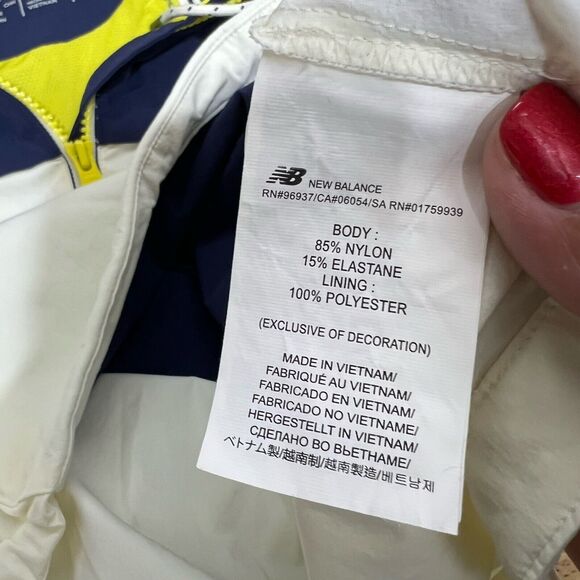 VIETNAM
NB NEW BALANCE
RN#96937/CA#06054/SA RN#01759939
BODY :
85% NYLON
15% ELASTANE
LINING :
100% POLYESTER
(EXCLUSIVE OF DECORATION)
MADE IN VIETNAM/
FABRIQUÉ AU VIETNAM/
FABRICADO EN VIETNAM/
FABRICADO NO VIETNAME/
HERGESTELLT IN VIETNAM/
СДЕЛАНО ВО ВЬЕТНАМЕ/
ベトナム製/越南制/越南製造/베트남제